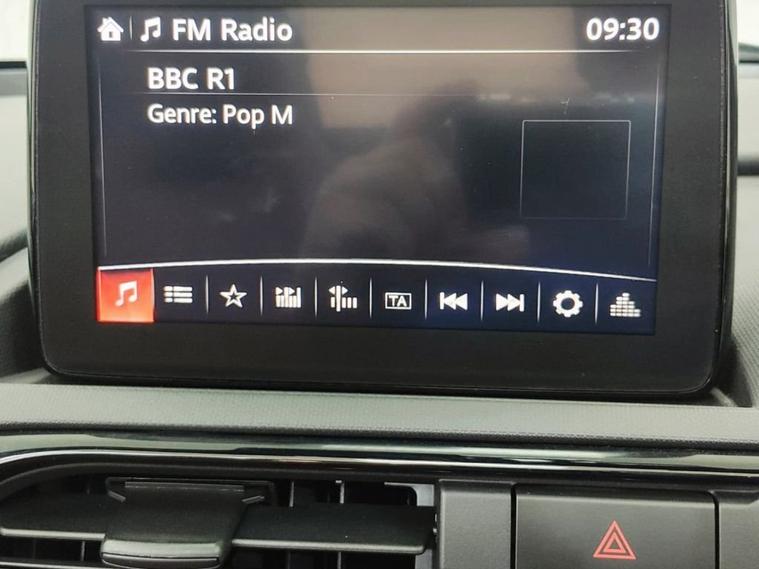 FM Radio 09:30
BBC R1
Genre: Pop M
TA